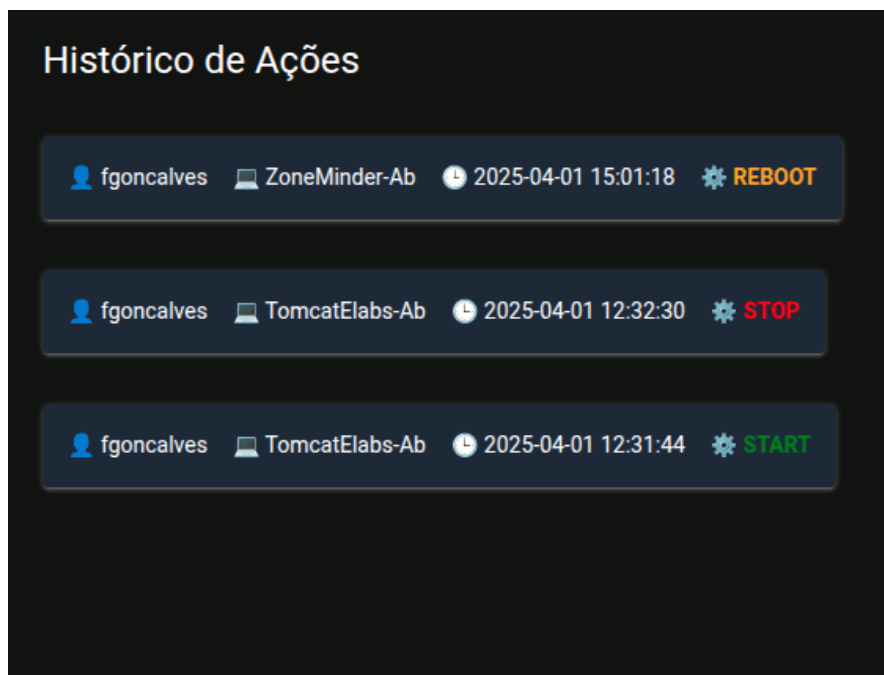 Histórico de Ações
👤 fgoncalves 💻 ZoneMinder-Ab 🕒 2025-04-01 15:01:18 ⚙️ REBOOT
👤 fgoncalves 💻 TomcatElabs-Ab 🕒 2025-04-01 12:32:30 ⚙️ STOP
👤 fgoncalves 💻 TomcatElabs-Ab 🕒 2025-04-01 12:31:44 ⚙️ START